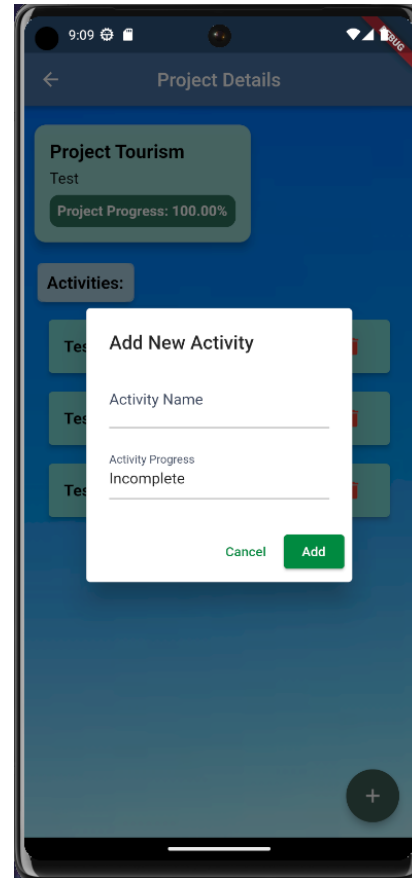 9:09
DEBUG
Project Details
Project Tourism
Test
Project Progress: 100.00%
Activities:
Add New Activity
Activity Name
Activity Progress
Incomplete
Cancel
Add